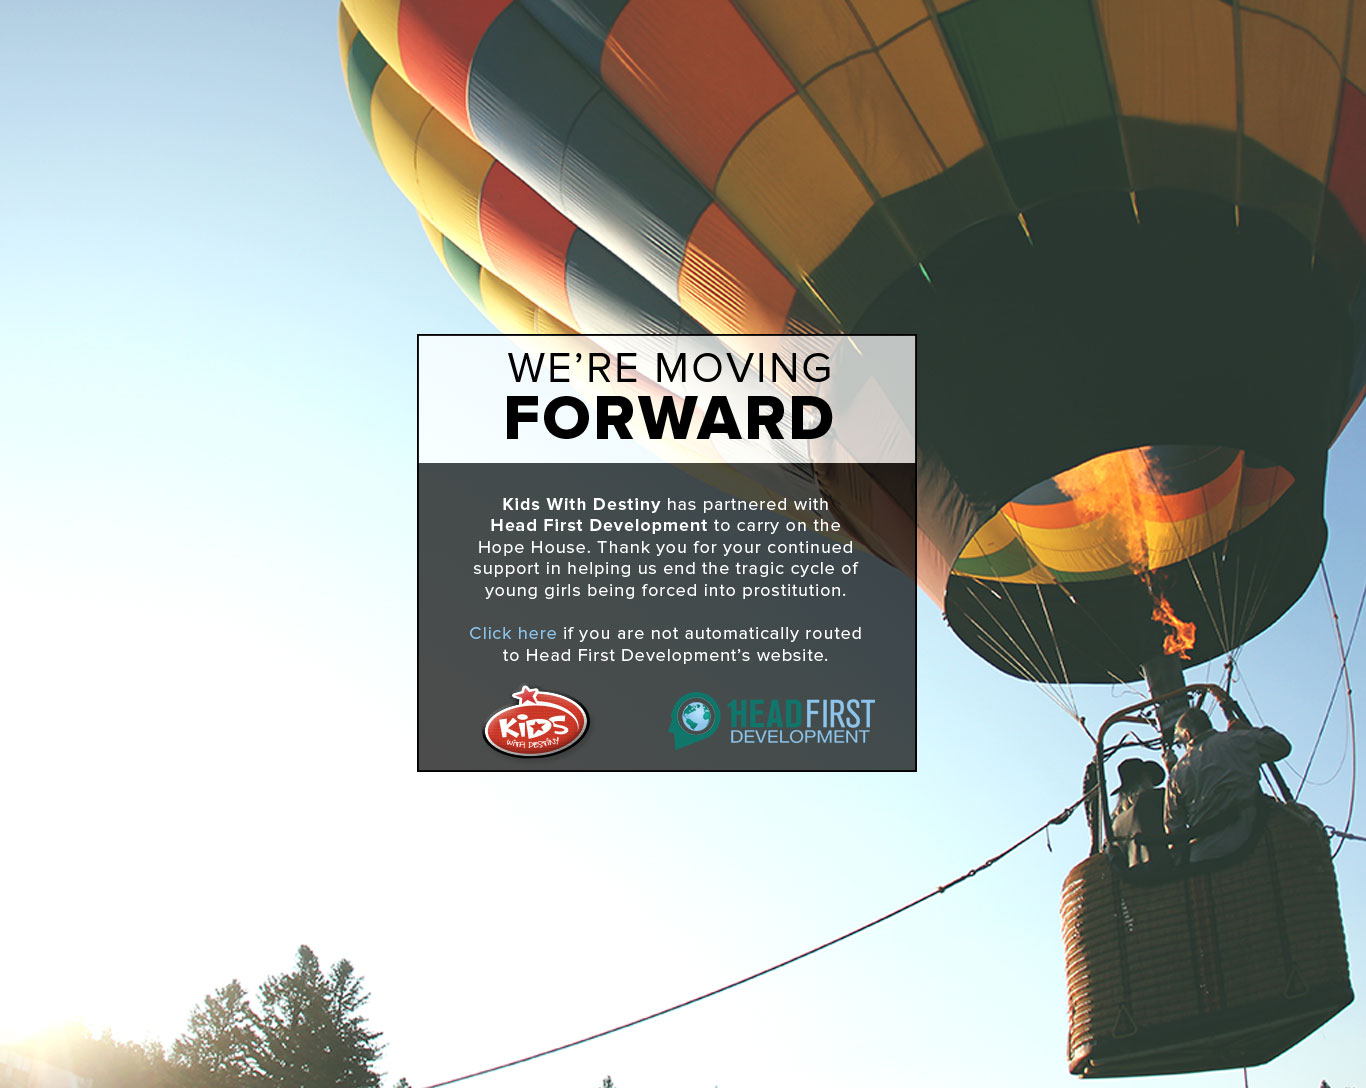 WE’RE MOVING
FORWARD
Kids With Destiny has partnered with
Head First Development to carry on the
Hope House. Thank you for your continued
support in helping us end the tragic cycle of
young girls being forced into prostitution.
Click here if you are not automatically routed
to Head First Development’s website.
KiDS
WITH DESTINY
HEADFIRST
DEVELOPMENT